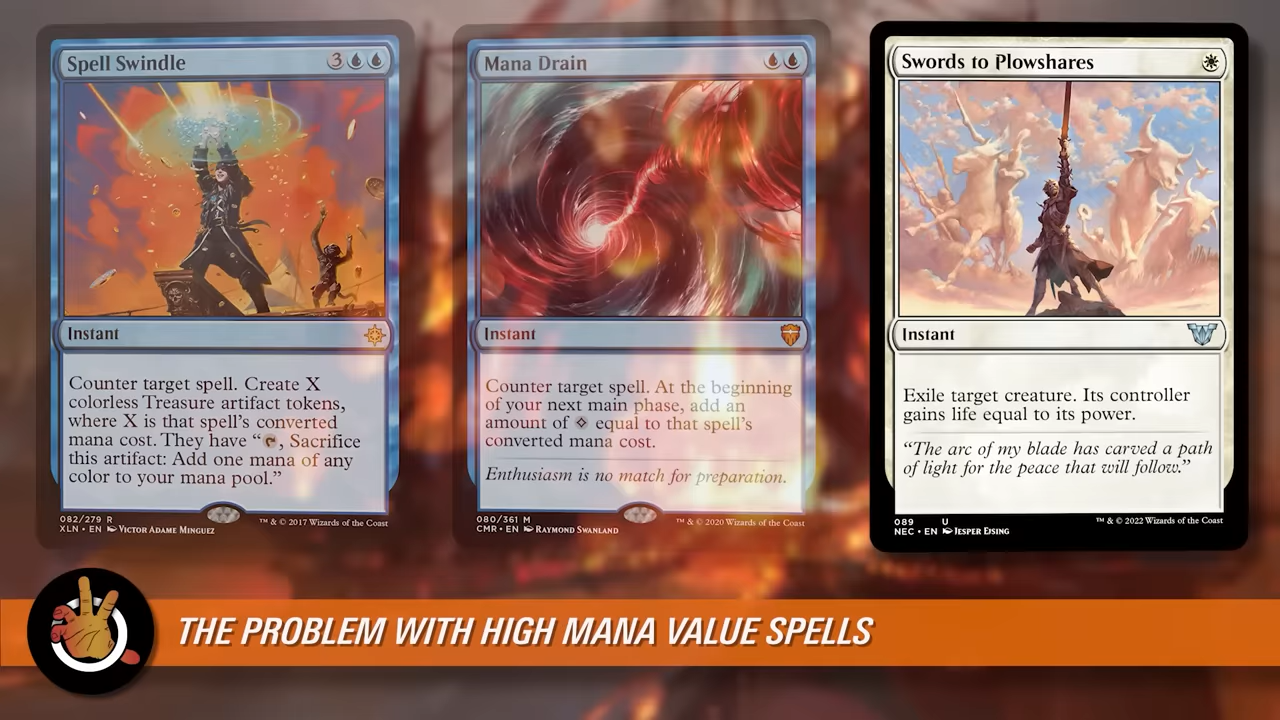 Spell Swindle 3
Instant
Counter target spell. Create X
colorless Treasure artifact tokens,
where X is that spell's converted
mana cost. They have “, Sacrifice
this artifact: Add one mana of any
color to your mana pool.”
082/279 R
XLN • EN Victor Adame Minguez
™ & © 2017 Wizards of the Coast
Mana Drain
Instant
Counter target spell. At the beginning
of your next main phase, add an
amount of equal to that spell's
converted mana cost.
Enthusiasm is no match for preparation.
080/361 M
CMR • EN Raymond Swanland
™ & © 2020 Wizards of the Coast
Swords to Plowshares
Instant
Exile target creature. Its controller
gains life equal to its power.
“The arc of my blade has carved a path
of light for the peace that will follow.”
089 U
NEC • EN Jesper Ejsing
™ & © 2022 Wizards of the Coast
THE PROBLEM WITH HIGH MANA VALUE SPELLS